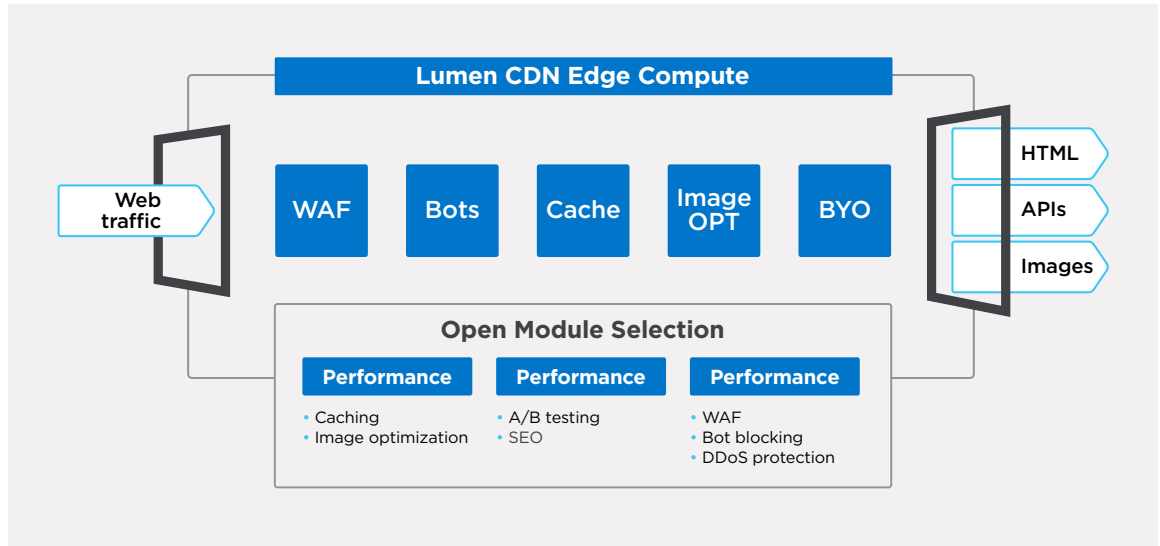 Lumen CDN Edge Compute
Web
traffic
WAF
Bots
Cache
Image
OPT
BYO
HTML
APIs
Images
Open Module Selection
Performance
• Caching
• Image optimization
Performance
• A/B testing
• SEO
Performance
• WAF
• Bot blocking
• DDoS protection